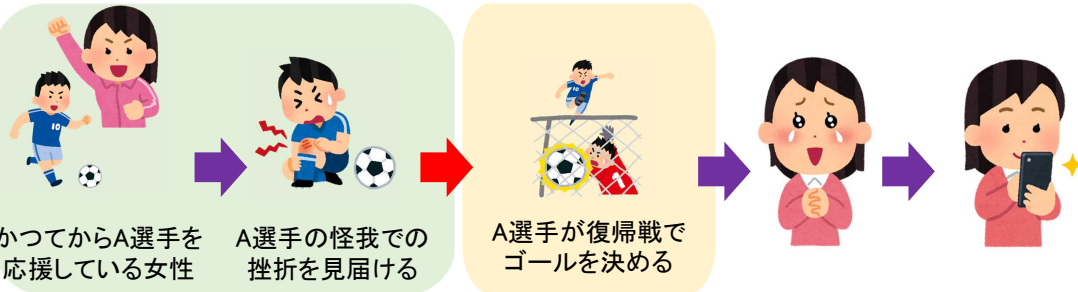 かつてからA選手を
応援している女性
A選手の怪我での
挫折を見届ける
A選手が復帰戦で
ゴールを決める
10
1